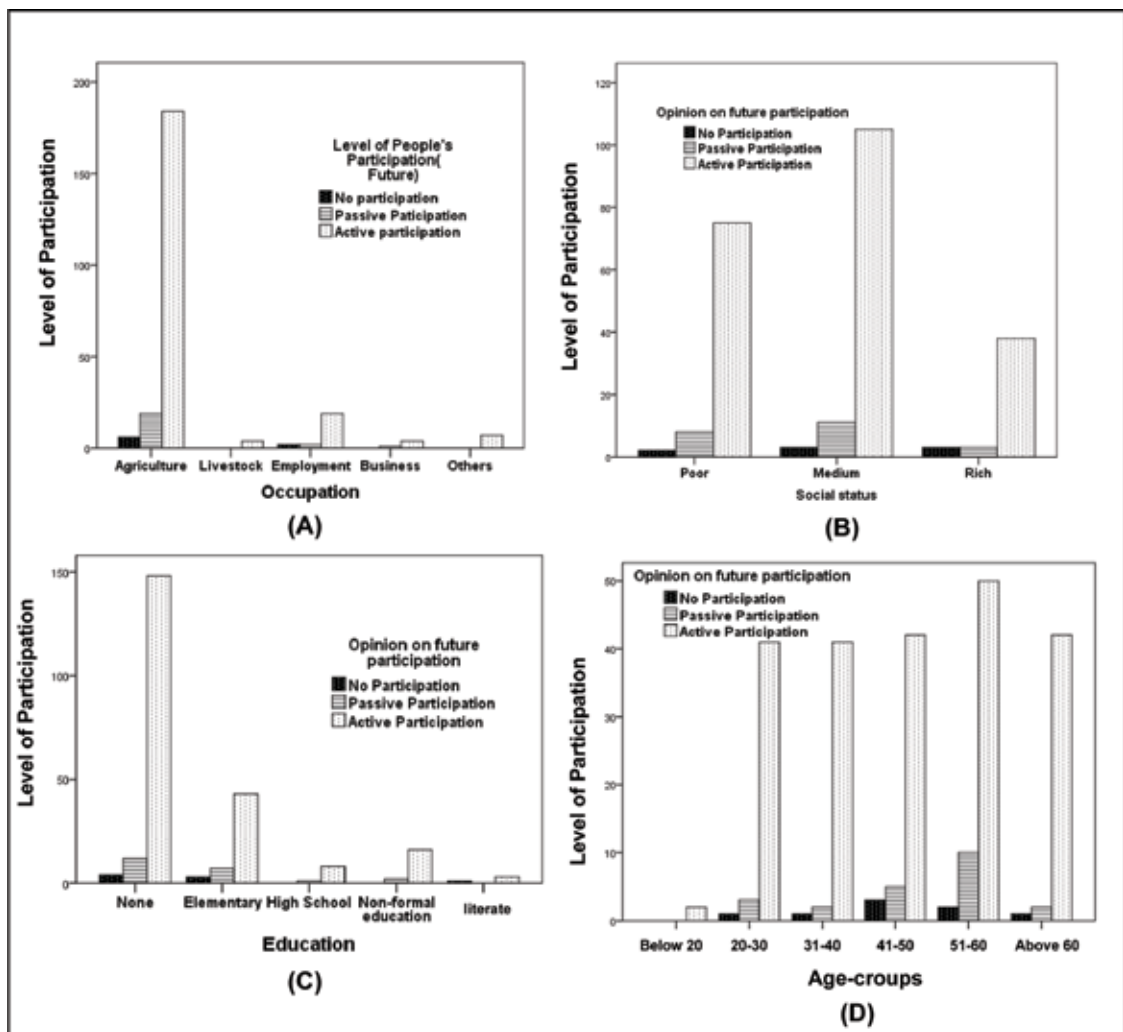 Level of Participation
200
150
100
50
0
Level of People's
Participation(
Future)
No participation
Passive Paticipation
Active participation
Agriculture Livestock Employment Business Others
Occupation
(A)
Level of Participation
120
100
80
60
40
20
0
Opinion on future participation
No Participation
Passive Participation
Active Participation
Poor Medium Rich
Social status
(B)
Level of Participation
150
100
50
0
Opinion on future
participation
No Participation
Passive Participation
Active Participation
None Elementary High School Non-formal literate
education
Education
(C)
Level of Participation
50
40
30
20
10
0
Opinion on future participation
No Participation
Passive Participation
Active Participation
Below 20 20-30 31-40 41-50 51-60 Above 60
Age-croups
(D)